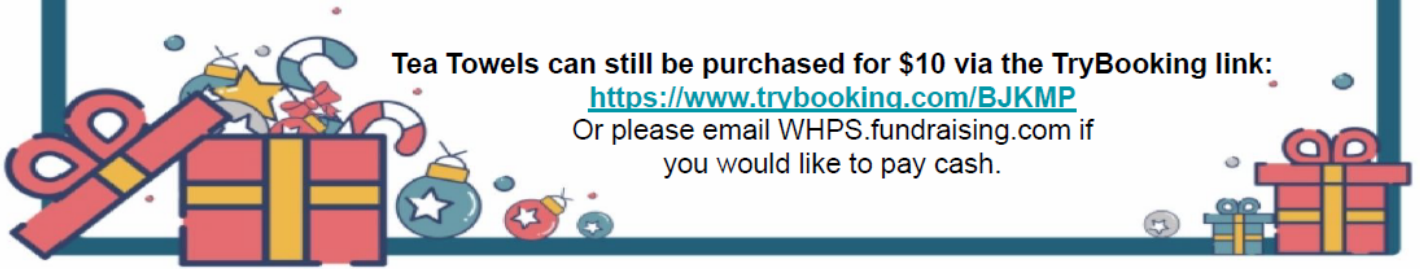 Tea Towels can still be purchased for $10 via the TryBooking link:
https://www.trybooking.com/BJKMP
Or please email WHPS.fundraising.com if
you would like to pay cash.